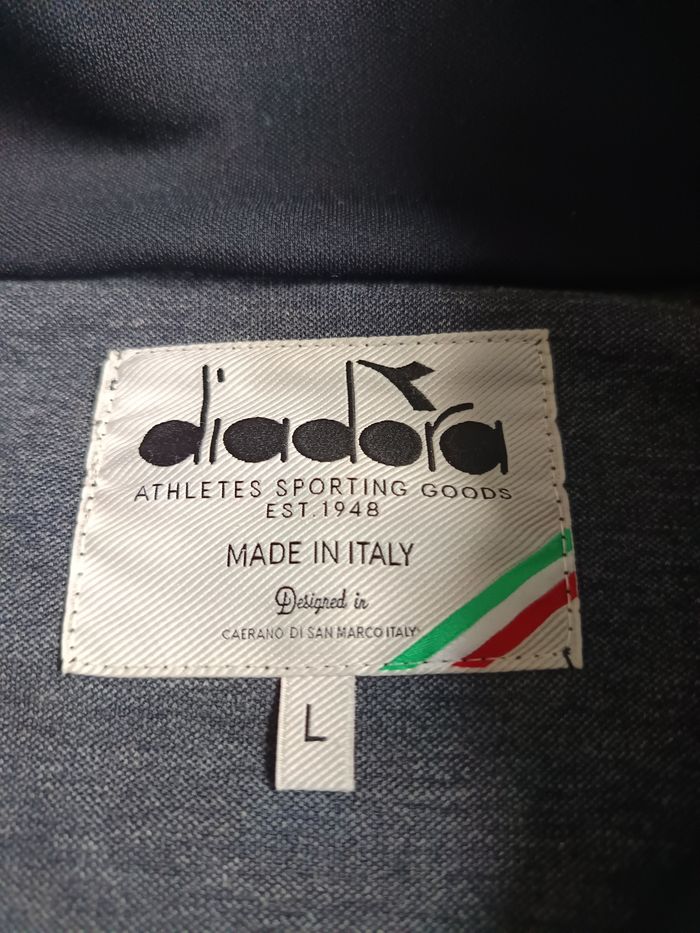 diadora
ATHLETES SPORTING GOODS
EST.1948
MADE IN ITALY
Designed in
CAERANO DI SAN MARCO ITALY
L